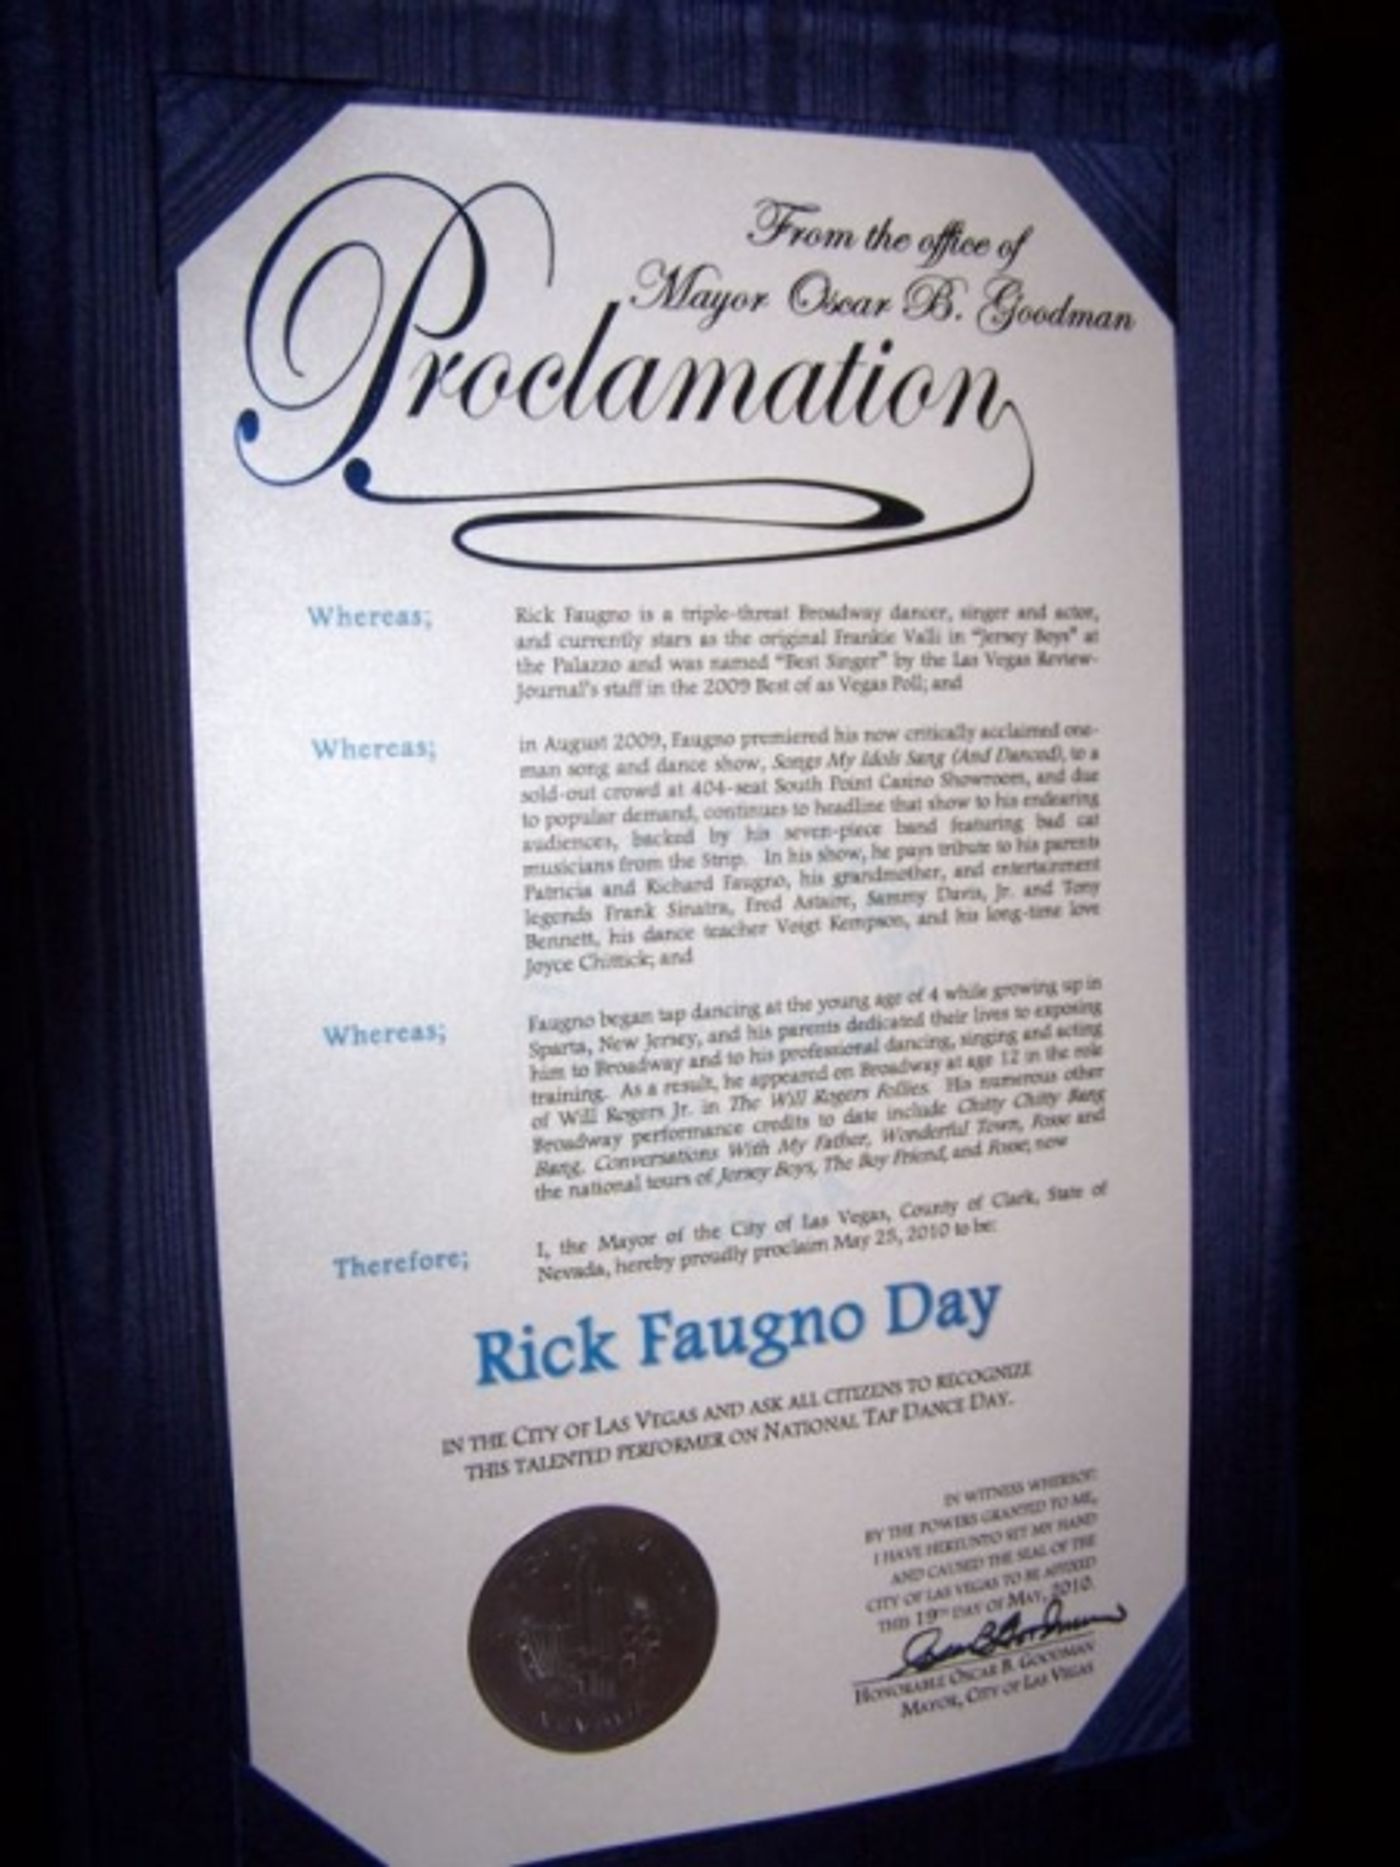 From the office of
Mayor Oscar B. Goodman
Proclamation
Whereas;
Rick Faugno is a triple-threat Broadway dancer, singer and actor,
and currently stars as the original Frankie Valli in "Jersey Boys" at
the Palazzo and was named "Best Singer" by the Las Vegas Review-
Journal's staff in the 2009 Best of as Vegas Poll; and
Whereas;
in August 2009, Faugno premiered his now critically acclaimed one-
man song and dance show, Songs My Idols Sang (And Danced), to a
sold-out crowd at 404-seat South Point Casino Showroom, and due
to popular demand, continues to headline that show to his endearing
audiences, backed by his seven-piece band featuring bad cat
musicians from the Strip. In his show, he pays tribute to his parents
Patricia and Richard Faugno, his grandmother, and entertainment
legends Frank Sinatra, Fred Astaire, Sammy Davis, Jr. and Tony
Bennett, his dance teacher Veigt Kempson, and his long-time love
Joyce Chittick; and
Whereas;
Faugno began tap dancing at the young age of 4 while growing up in
Sparta, New Jersey, and his parents dedicated their lives to exposing
him to Broadway and to his professional dancing, singing and acting
training. As a result, he appeared on Broadway at age 12 in the role
of Will Rogers Jr. in The Will Rogers Follies. His numerous other
Broadway performance credits to date include Chitty Chitty Bang
Bang, Conversations With My Father, Wonderful Town, Fosse and
the national tours of Jersey Boys, The Boy Friend, and Fosse; now
Therefore;
I, the Mayor of the City of Las Vegas, County of Clark, State of
Nevada, hereby proudly proclaim May 25, 2010 to be:
Rick Faugno Day
IN THE CITY OF LAS VEGAS AND ASK ALL CITIZENS TO RECOGNIZE
THIS TALENTED PERFORMER ON NATIONAL TAP DANCE DAY.
IN WITNESS WHEREOF:
BY THE POWERS GRANTED TO ME,
I HAVE HEREUNTO SET MY HAND
AND CAUSED THE SEAL OF THE
CITY OF LAS VEGAS TO BE AFFIXED
THIS 19TH DAY OF MAY, 2010.
HONORABLE OSCAR B. GOODMAN
MAYOR, CITY OF LAS VEGAS
NEVADA